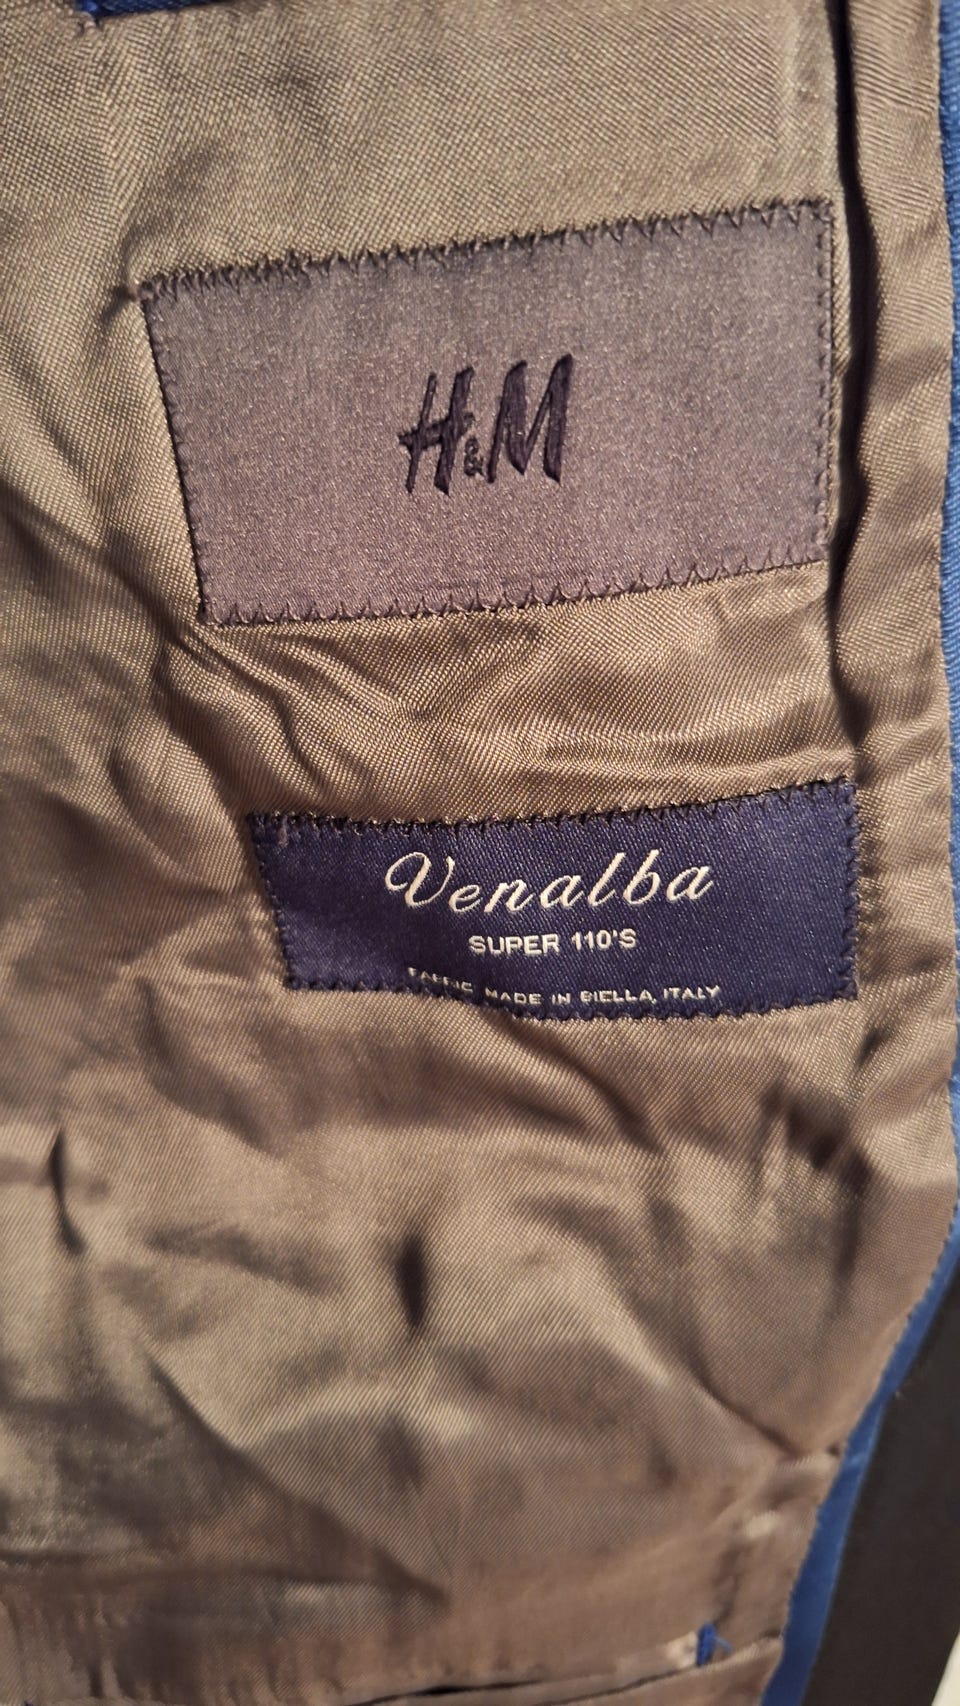 H&M
Venalba
SUPER 110'S
FABRIC MADE IN BIELLA, ITALY